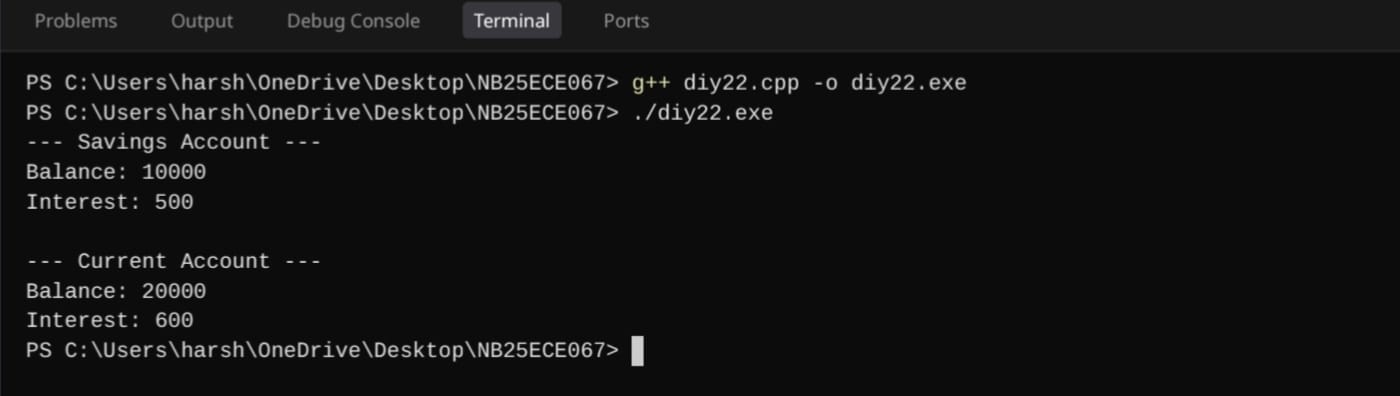 Problems Output Debug Console Terminal Ports
PS C:\Users\harsh\OneDrive\Desktop\NB25ECE067> g++ diy22.cpp -o diy22.exe
PS C:\Users\harsh\OneDrive\Desktop\NB25ECE067> ./diy22.exe
--- Savings Account ---
Balance: 10000
Interest: 500
--- Current Account ---
Balance: 20000
Interest: 600
PS C:\Users\harsh\OneDrive\Desktop\NB25ECE067>